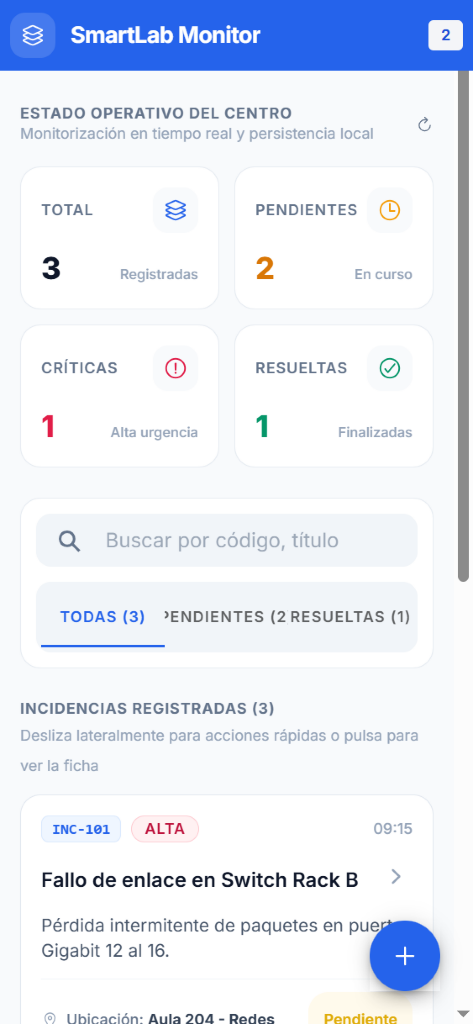 SmartLab Monitor
2
ESTADO OPERATIVO DEL CENTRO
Monitorización en tiempo real y persistencia local
TOTAL
3
Registradas
PENDIENTES
2
En curso
CRÍTICAS
1
Alta urgencia
RESUELTAS
1
Finalizadas
Buscar por código, título
TODAS (3)
PENDIENTES (2
RESUELTAS (1)
INCIDENCIAS REGISTRADAS (3)
Desliza lateralmente para acciones rápidas o pulsa para
ver la ficha
INC-101
ALTA
09:15
Fallo de enlace en Switch Rack B
Pérdida intermitente de paquetes en puert
Gigabit 12 al 16.
Ubicación: Aula 204 - Redes
Pendiente